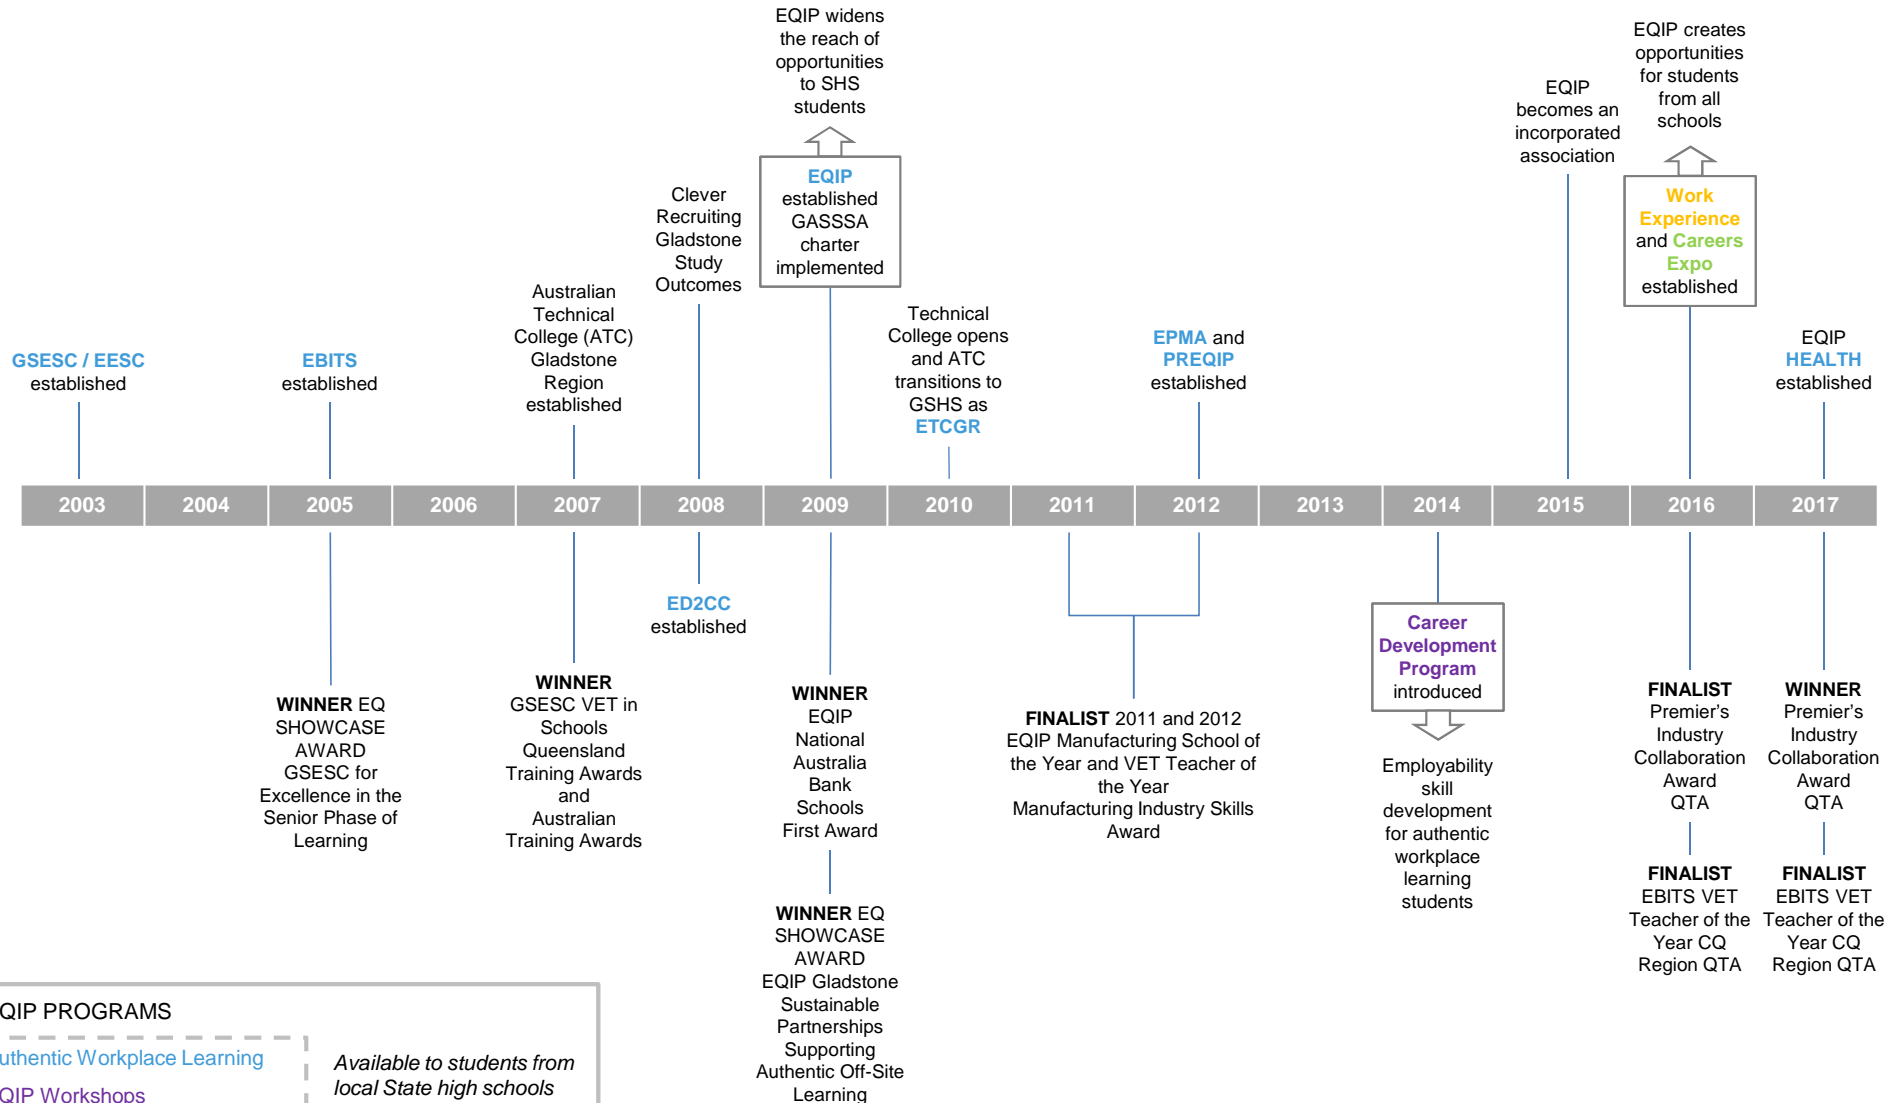 EQIP widens
the reach of
opportunities
to SHS
students
EQIP creates
opportunities
for students
from all
schools
EQIP
becomes an
incorporated
association
EQIP
established
GASSSA
charter
implemented
Work
Experience
and Careers
Expo
established
Clever
Recruiting
Gladstone
Study
Outcomes
Australian
Technical
College (ATC)
Gladstone
Region
established
Technical
College opens
and ATC
transitions to
GSHS as
ETCGR
GSESC / EESC
established
EBITS
established
EPMA and
PREQIP
established
EQIP
HEALTH
established
2003 2004 2005 2006 2007 2008 2009 2010 2011 2012 2013 2014 2015 2016 2017
ED2CC
established
WINNER EQ
SHOWCASE
AWARD
GSESC for
Excellence in the
Senior Phase of
Learning
WINNER
GSESC VET in
Schools
Queensland
Training Awards
and
Australian
Training Awards
WINNER
EQIP
National
Australia
Bank
Schools
First Award
WINNER EQ
SHOWCASE
AWARD
EQIP Gladstone
Sustainable
Partnerships
Supporting
Authentic Off-Site
Learning
FINALIST 2011 and 2012
EQIP Manufacturing School of
the Year and VET Teacher of
the Year
Manufacturing Industry Skills
Award
Career
Development
Program
introduced
Employability
skill
development
for authentic
workplace
learning
students
FINALIST
Premier's
Industry
Collaboration
Award
QTA
FINALIST
EBITS VET
Teacher of the
Year CQ
Region QTA
WINNER
Premier's
Industry
Collaboration
Award
QTA
FINALIST
EBITS VET
Teacher of the
Year CQ
Region QTA
QIP PROGRAMS
uthentic Workplace Learning
QIP Workshops
Available to students from
local State high schools